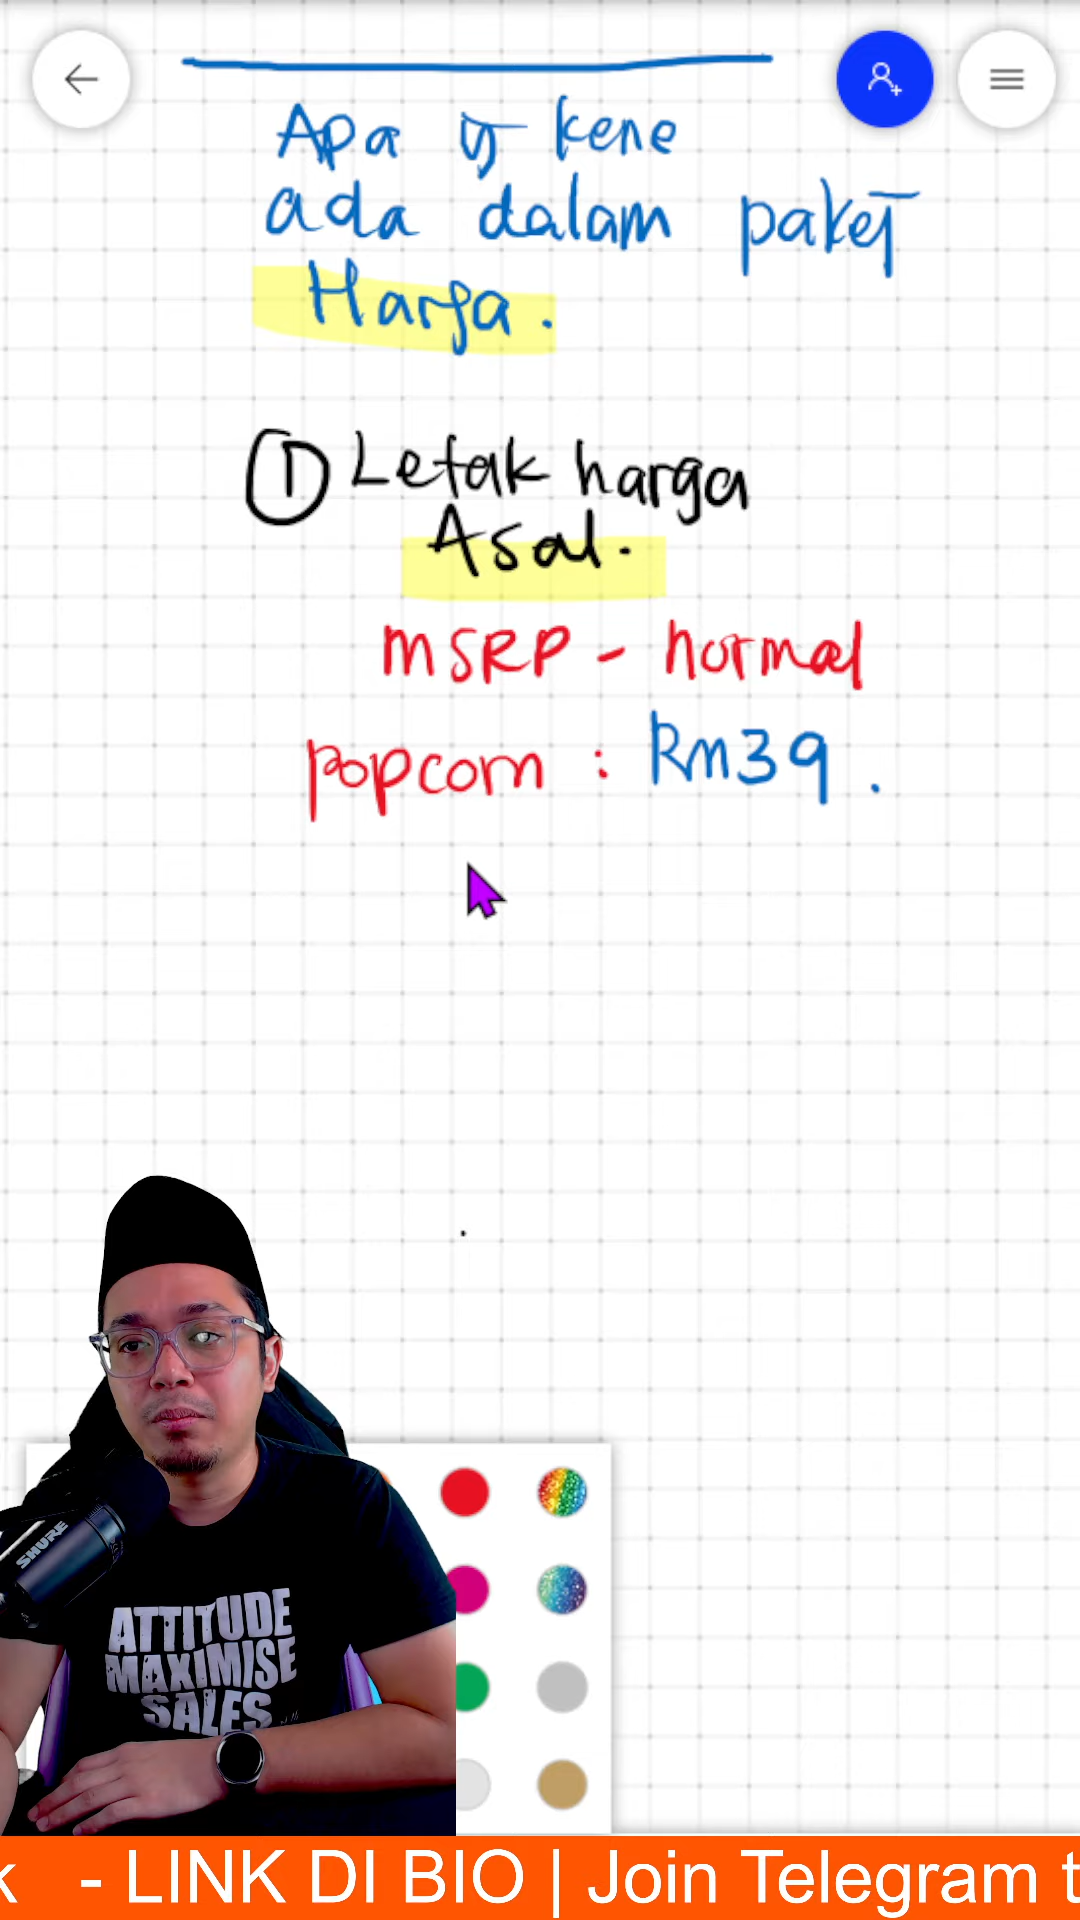 Apa yg kene
ada dalam pakej
Harga.
① Letak harga
Asal.
MSRP - normal
popcorn : Rm39.
SHURE
ATTITUDE
MAXIMISE
SALES
- LINK DI BIO | Join Telegram t